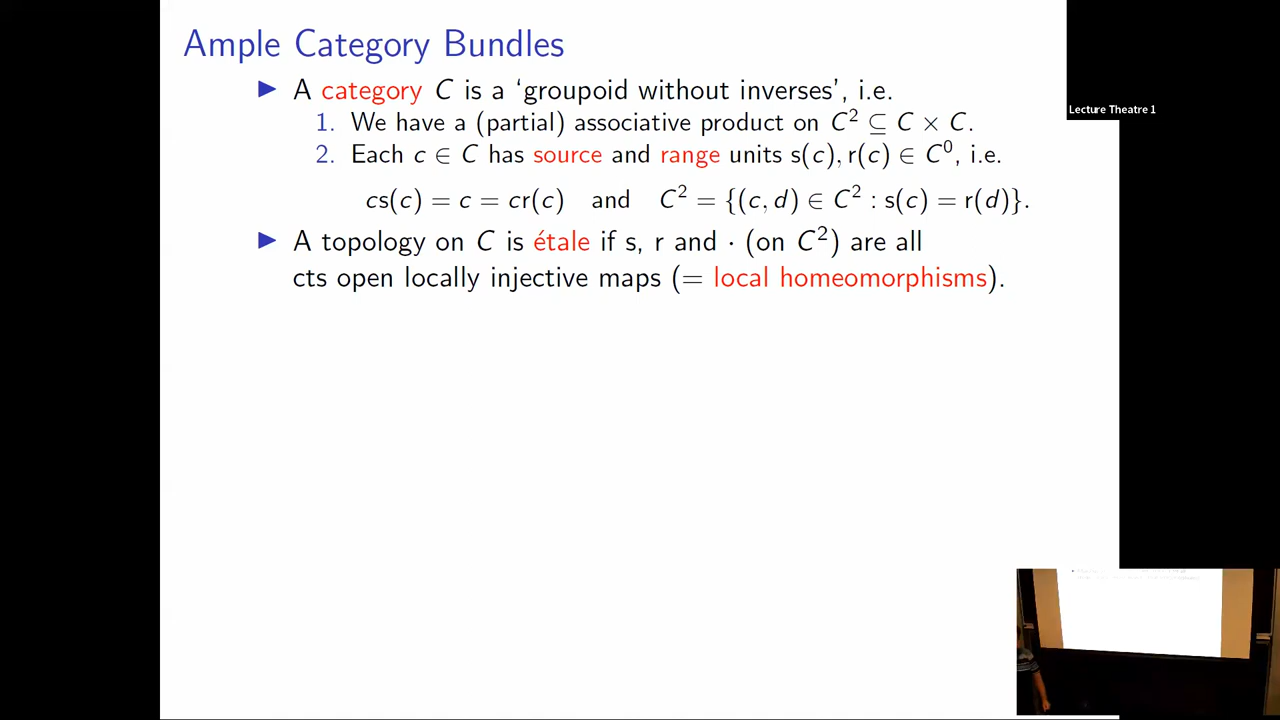 Ample Category Bundles
▶ A category C is a ‘groupoid without inverses’, i.e.
1. We have a (partial) associative product on C² ⊆ C × C.
2. Each c ∈ C has source and range units s(c), r(c) ∈ C⁰, i.e.
cs(c) = c = cr(c) and C² = {(c, d) ∈ C² : s(c) = r(d)}.
▶ A topology on C is étale if s, r and · (on C²) are all
cts open locally injective maps (= local homeomorphisms).
Lecture Theatre 1